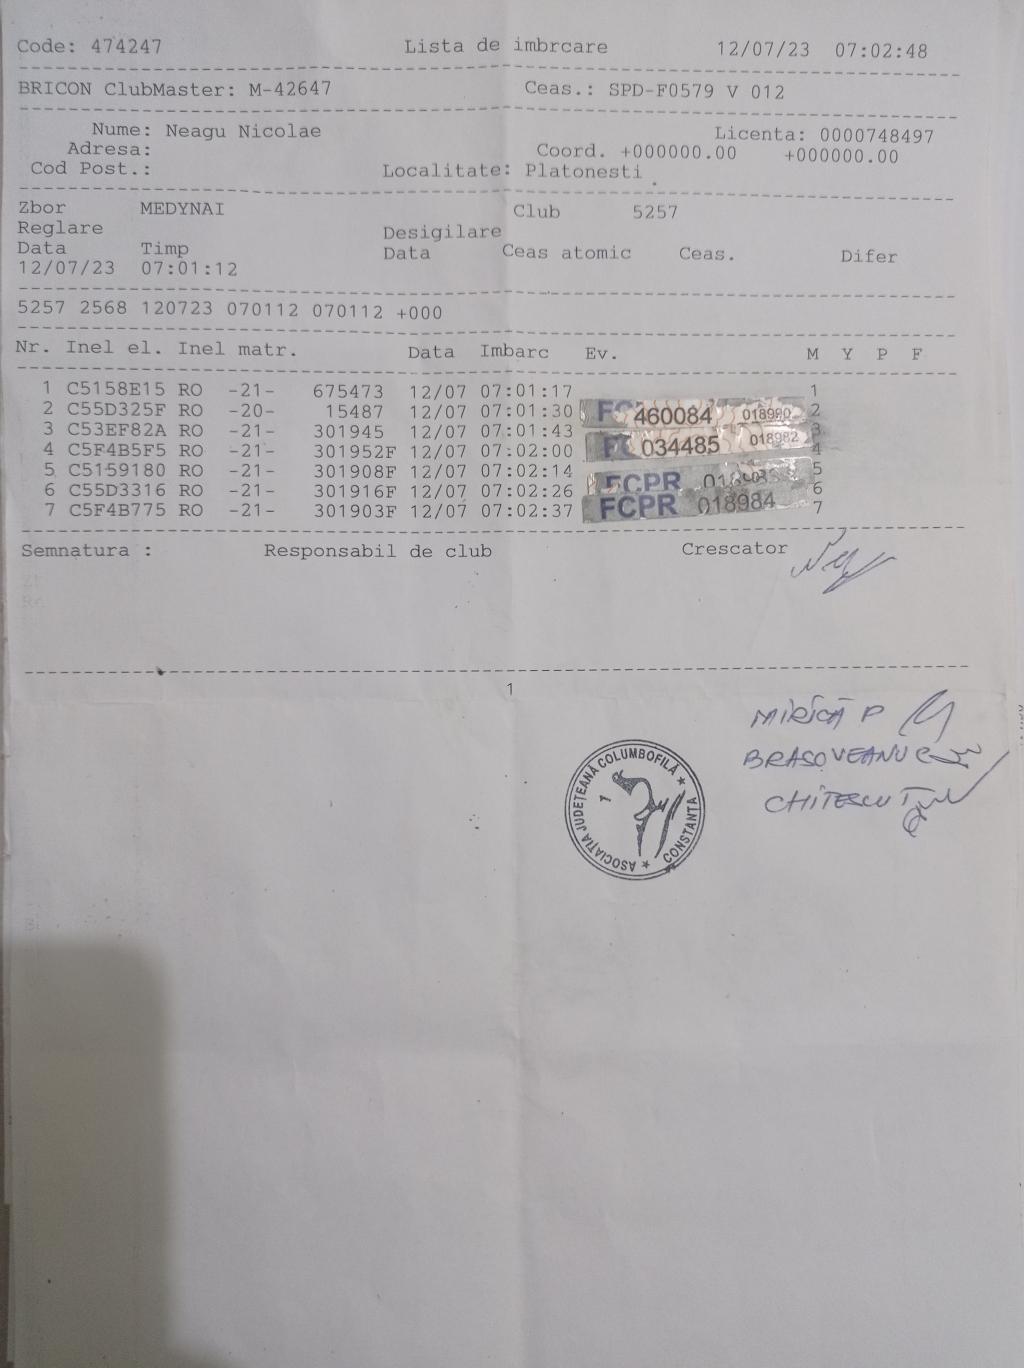 Code: 474247 Lista de imbrcare 12/07/23 07:02:48
BRICON ClubMaster: M-42647 Ceas.: SPD-F0579 V 012
Nume: Neagu Nicolae Licenta: 0000748497
Adresa: Coord. +000000.00 +000000.00
Cod Post.: Localitate: Platonesti
Zbor MEDYNAI Club 5257
Reglare Desigilare
Data Timp Data Ceas atomic Ceas. Difer
12/07/23 07:01:12
5257 2568 120723 070112 070112 +000
Nr. Inel el. Inel matr. Data Imbarc Ev. M Y P F
1 C5158E15 RO -21- 675473 12/07 07:01:17 1
2 C55D325F RO -20- 15487 12/07 07:01:30 460084 018990 2
3 C53EF82A RO -21- 301945 12/07 07:01:43 3
4 C5F4B5F5 RO -21- 301952F 12/07 07:02:00 034485 018982 4
5 C5159180 RO -21- 301908F 12/07 07:02:14 5
6 C55D3316 RO -21- 301916F 12/07 07:02:26 FCPR 6
7 C5F4B775 RO -21- 301903F 12/07 07:02:37 FCPR 018984 7
Semnatura : Responsabil de club Crescator
1
MIRICĂ P
BRASOVEANU C
CHITESCU T
ASOCIAȚIA JUDEȚEANĂ COLUMBOFILĂ ★ CONSTANȚA ★
1